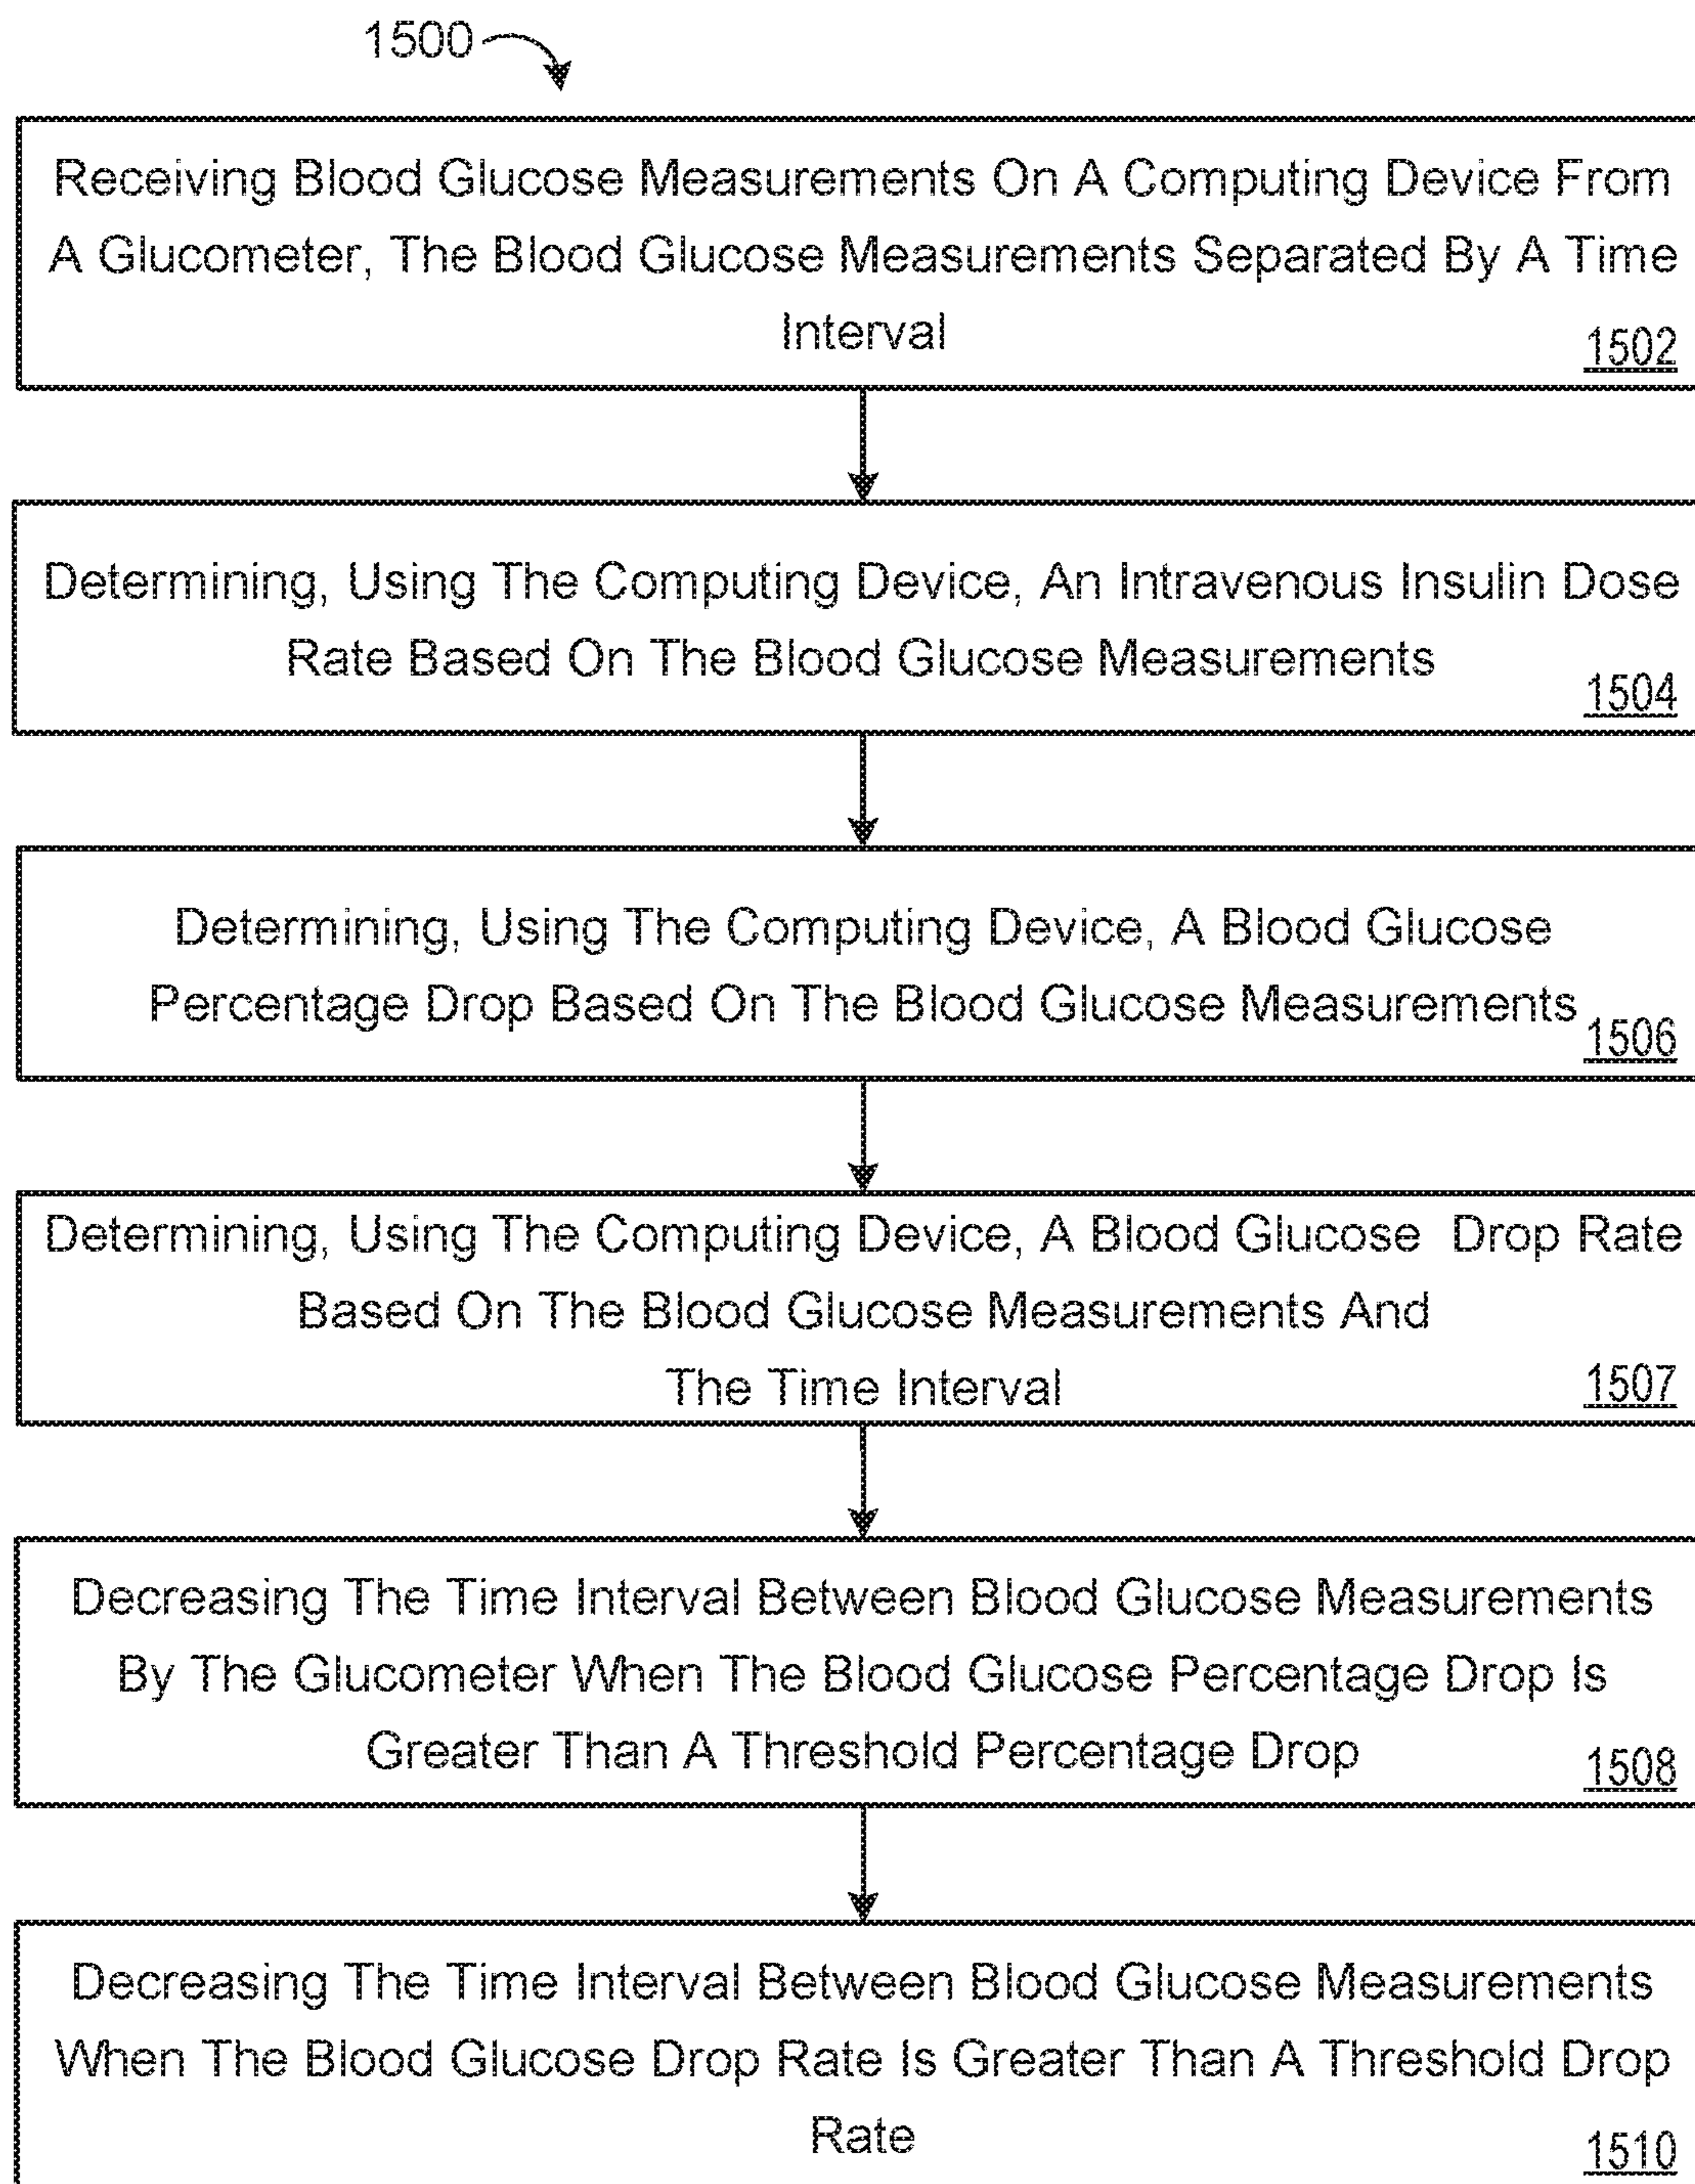 1500
Receiving Blood Glucose Measurements On A Computing Device From
A Glucometer, The Blood Glucose Measurements Separated By A Time
Interval
1502
Determining, Using The Computing Device, An Intravenous Insulin Dose
Rate Based On The Blood Glucose Measurements
1504
Determining, Using The Computing Device, A Blood Glucose
Percentage Drop Based On The Blood Glucose Measurements
1506
Determining, Using The Computing Device, A Blood Glucose Drop Rate
Based On The Blood Glucose Measurements And
The Time Interval
1507
Decreasing The Time Interval Between Blood Glucose Measurements
By The Glucometer When The Blood Glucose Percentage Drop Is
Greater Than A Threshold Percentage Drop
1508
Decreasing The Time Interval Between Blood Glucose Measurements
When The Blood Glucose Drop Rate Is Greater Than A Threshold Drop
Rate
1510